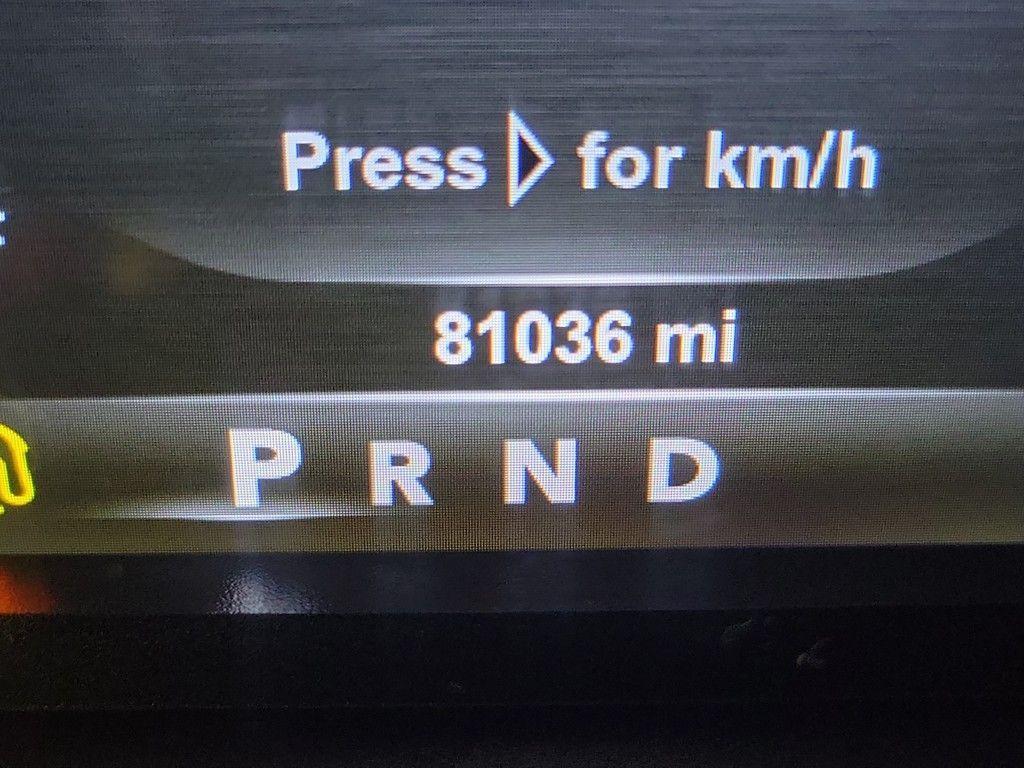 Press ▷ for km/h
81036 mi
P R N D